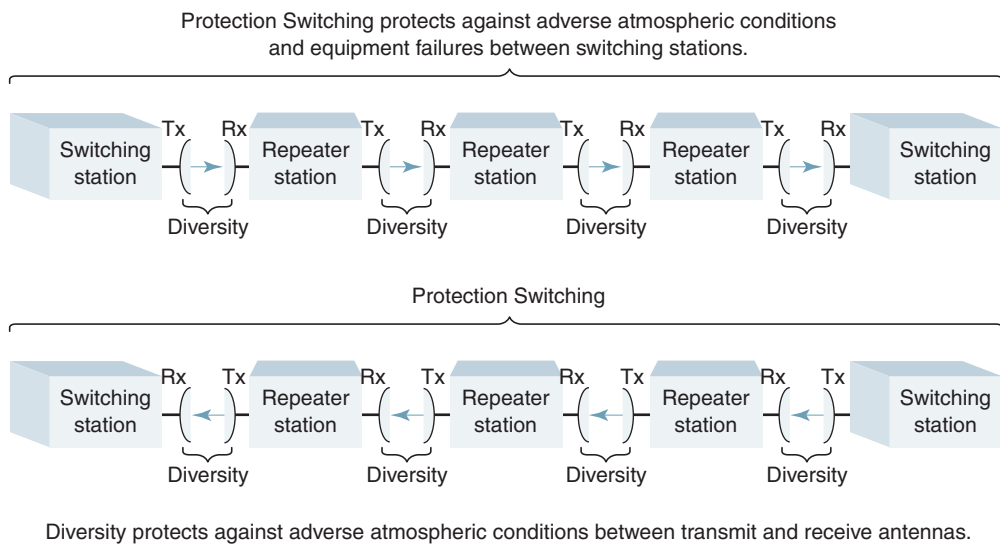 Protection Switching protects against adverse atmospheric conditions
and equipment failures between switching stations.
Tx Rx Tx Rx Tx Rx Tx Rx
Switching Repeater Repeater Repeater Switching
station station station station station
Diversity Diversity Diversity Diversity
Protection Switching
Rx Tx Rx Tx Rx Tx Rx Tx
Switching Repeater Repeater Repeater Switching
station station station station station
Diversity Diversity Diversity Diversity
Diversity protects against adverse atmospheric conditions between transmit and receive antennas.